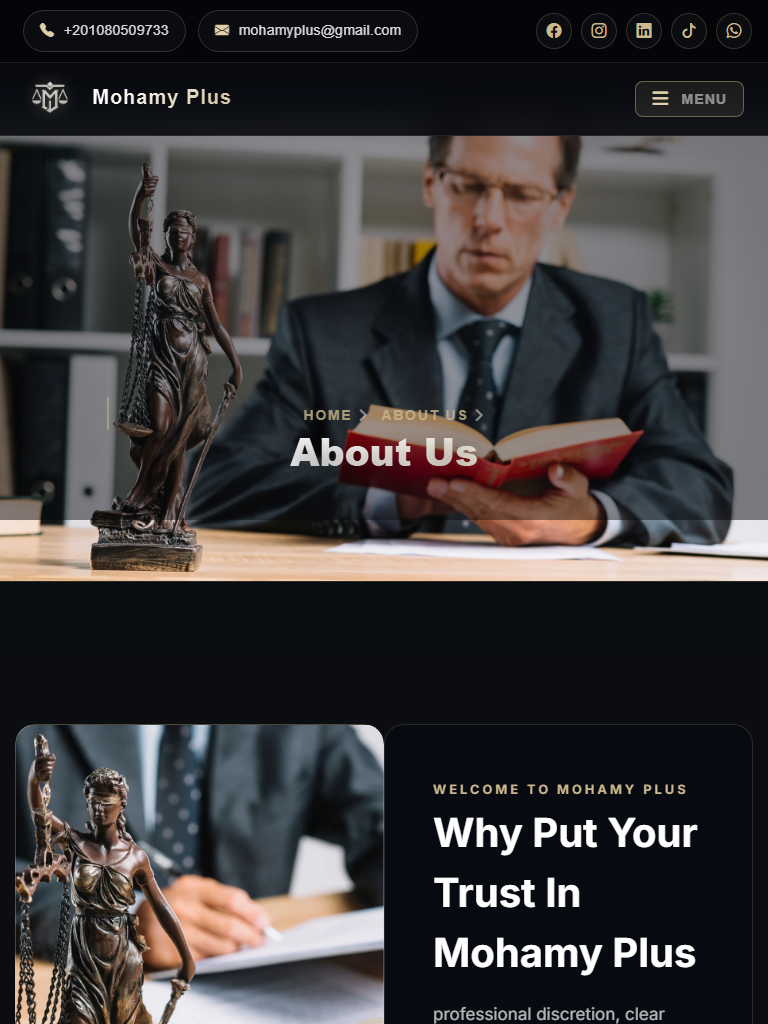 +201080509733
mohamyplus@gmail.com
Mohamy Plus
MENU
HOME
ABOUT US
About Us
WELCOME TO MOHAMY PLUS
Why Put Your
Trust In
Mohamy Plus
professional discretion, clear